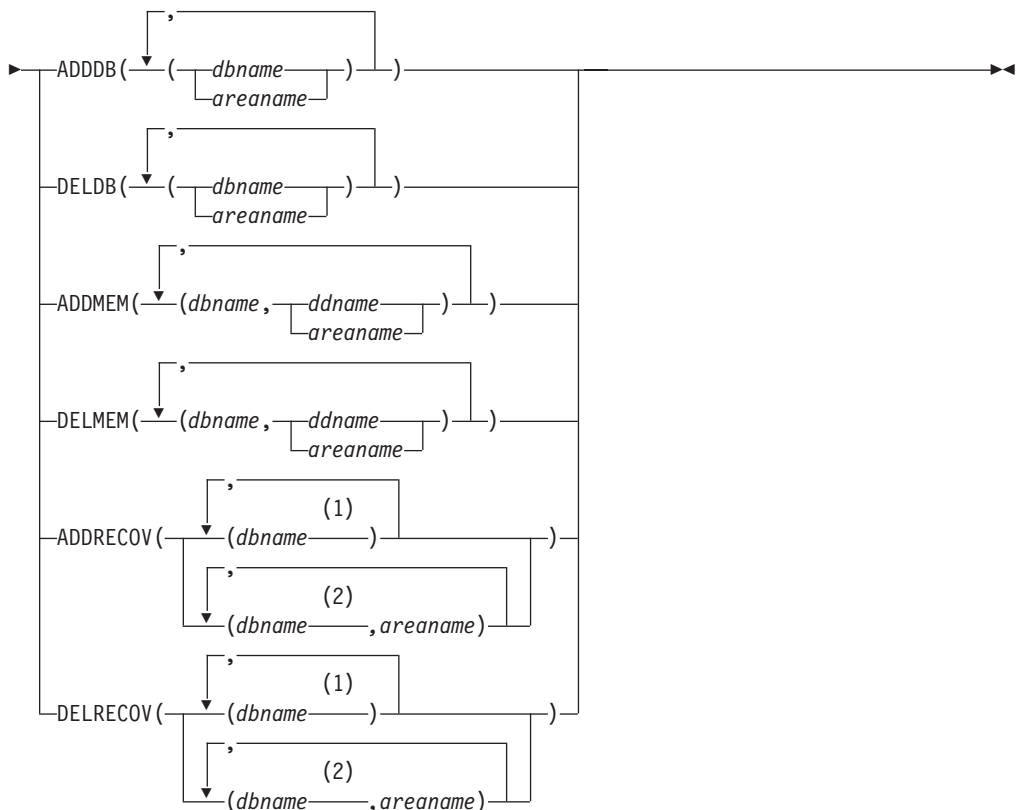 ,
ADDDB( ( dbname ) )
areaname
,
DELDB( ( dbname ) )
areaname
,
ADDMEM( (dbname, ddname ) )
areaname
,
DELMEM( (dbname, ddname ) )
areaname
,
(1)
ADDRECOV( (dbname ) )
,
(2)
(dbname ,areaname)
,
(1)
DELRECOV( (dbname ) )
,
(2)
(dbname ,areaname)